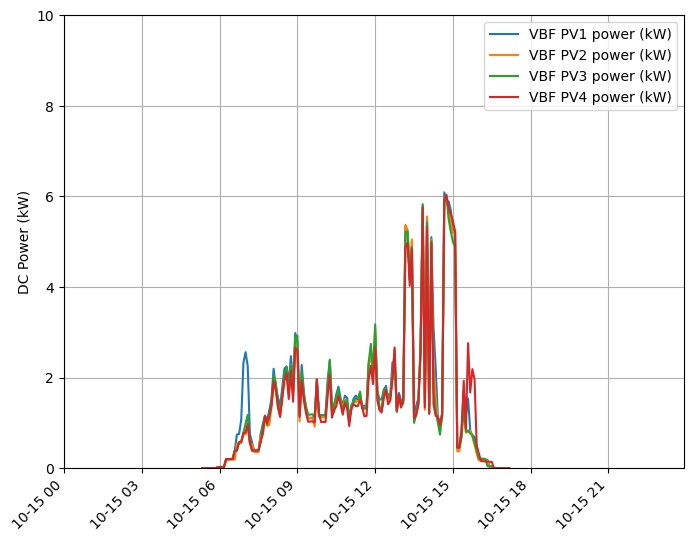 10
8
6
4
2
0
DC Power (kW)
VBF PV1 power (kW)
VBF PV2 power (kW)
VBF PV3 power (kW)
VBF PV4 power (kW)
10-15 00
10-15 03
10-15 06
10-15 09
10-15 12
10-15 15
10-15 18
10-15 21